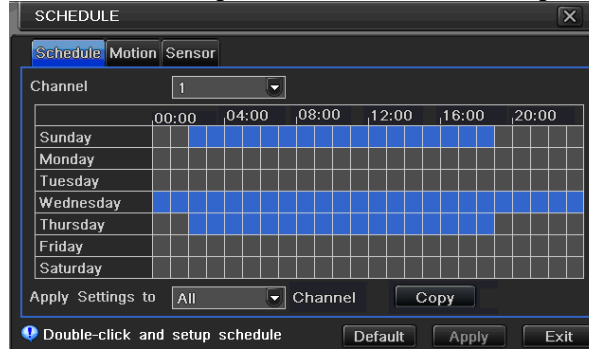 SCHEDULE
Schedule Motion Sensor
Channel 1
00:00 04:00 08:00 12:00 16:00 20:00
Sunday
Monday
Tuesday
Wednesday
Thursday
Friday
Saturday
Apply Settings to All Channel Copy
Double-click and setup schedule Default Apply Exit